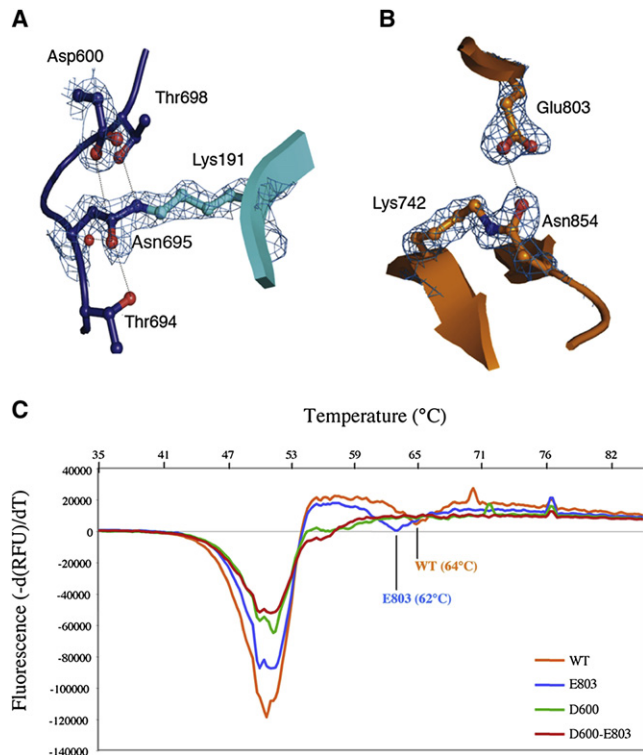 A
Asp600
Thr698
Lys191
Asn695
Thr694
B
Glu803
Lys742
Asn854
C
Temperature (°C)
35 41 47 53 59 65 71 76 82
Fluorescence (-d(RFU)/dT)
40000
20000
0
-20000
-40000
-60000
-80000
-100000
-120000
-140000
WT (64°C)
E803 (62°C)
WT
E803
D600
D600-E803